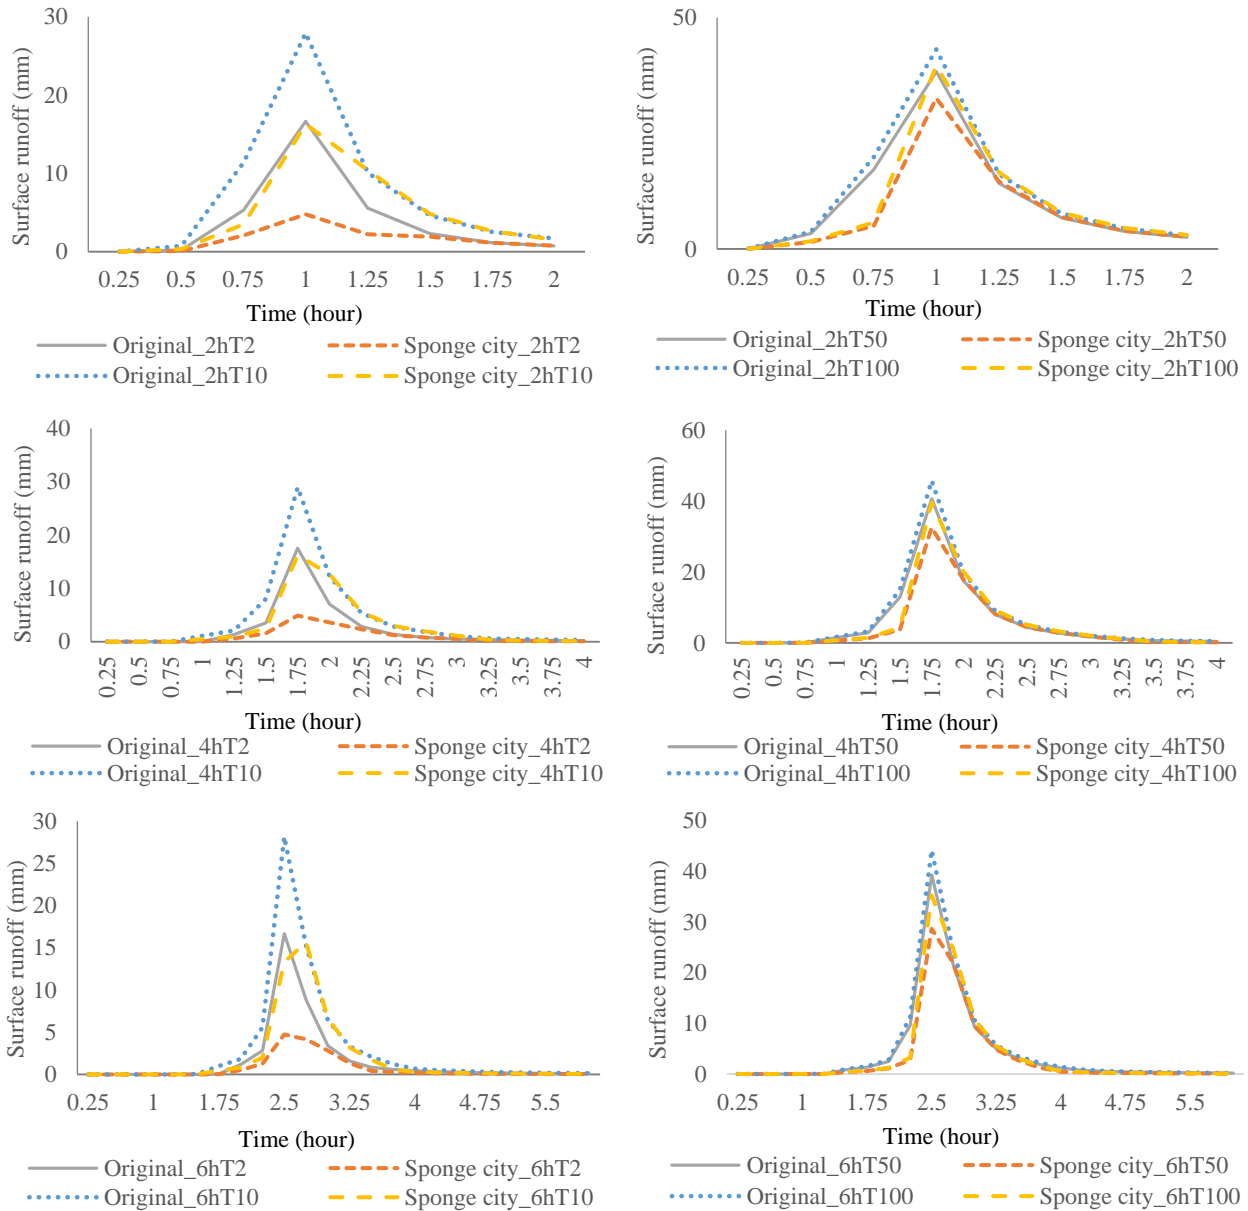 30
20
10
0
Surface runoff (mm)
0.25 0.5 0.75 1 1.25 1.5 1.75 2
Time (hour)
Original_2hT2 Sponge city_2hT2
Original_2hT10 Sponge city_2hT10
50
0
Surface runoff (mm)
0.25 0.5 0.75 1 1.25 1.5 1.75 2
Time (hour)
Original_2hT50 Sponge city_2hT50
Original_2hT100 Sponge city_2hT100
40
30
20
10
0
Surface runoff (mm)
0.25 0.5 0.75 1 1.25 1.5 1.75 2 2.25 2.5 2.75 3 3.25 3.5 3.75 4
Time (hour)
Original_4hT2 Sponge city_4hT2
Original_4hT10 Sponge city_4hT10
60
40
20
0
Surface runoff (mm)
0.25 0.5 0.75 1 1.25 1.5 1.75 2 2.25 2.5 2.75 3 3.25 3.5 3.75 4
Time (hour)
Original_4hT50 Sponge city_4hT50
Original_4hT100 Sponge city_4hT100
30
25
20
15
10
5
0
Surface runoff (mm)
0.25 1 1.75 2.5 3.25 4 4.75 5.5
Time (hour)
Original_6hT2 Sponge city_6hT2
Original_6hT10 Sponge city_6hT10
50
40
30
20
10
0
Surface runoff (mm)
0.25 1 1.75 2.5 3.25 4 4.75 5.5
Time (hour)
Original_6hT50 Sponge city_6hT50
Original_6hT100 Sponge city_6hT100